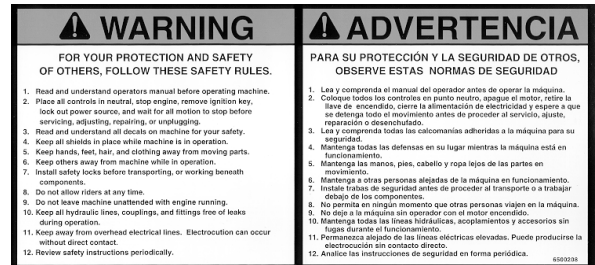 WARNING
FOR YOUR PROTECTION AND SAFETY
OF OTHERS, FOLLOW THESE SAFETY RULES.
1. Read and understand operators manual before operating machine.
2. Place all controls in neutral, stop engine, remove ignition key,
lock out power source, and wait for all motion to stop before
servicing, adjusting, repairing, or unplugging.
3. Read and understand all decals on machine for your safety.
4. Keep all shields in place while machine is in operation.
5. Keep hands, feet, hair, and clothing away from moving parts.
6. Keep others away from machine while in operation.
7. Install safety locks before transporting, or working beneath
components.
8. Do not allow riders at any time.
9. Do not leave machine unattended with engine running.
10. Keep all hydraulic lines, couplings, and fittings free of leaks
during operation.
11. Keep away from overhead electrical lines. Electrocution can occur
without direct contact.
12. Review safety instructions periodically.
ADVERTENCIA
PARA SU PROTECCIÓN Y LA SEGURIDAD DE OTROS,
OBSERVE ESTAS NORMAS DE SEGURIDAD
1. Lea y comprenda el manual del operador antes de operar la máquina.
2. Coloque todos los controles en punto neutro, apague el motor, retire la
llave de encendido, cierre la alimentación de electricidad y espere a que
se detenga todo el movimiento antes de proceder al servicio, ajuste,
reparación o desenchufado.
3. Lea y comprenda todas las calcomanías adheridas a la máquina para su
seguridad.
4. Mantenga todas las defensas en su lugar mientras la máquina está en
funcionamiento.
5. Mantenga las manos, pies, cabello y ropa lejos de las partes en
movimiento.
6. Mantenga a otras personas alejadas de la máquina en funcionamiento.
7. Instale trabas de seguridad antes de proceder al transporte o a trabajar
debajo de los componentes.
8. No permita en ningún momento que otras personas viajen en la máquina.
9. No deje a la máquina sin operador con el motor encendido.
10. Mantenga todas las líneas hidráulicas, acoplamientos y accesorios sin
fugas durante el funcionamiento.
11. Permanezca alejado de las líneas eléctricas elevadas. Puede producirse la
electrocución sin contacto directo.
12. Analice las instrucciones de seguridad en forma periódica.
6500208